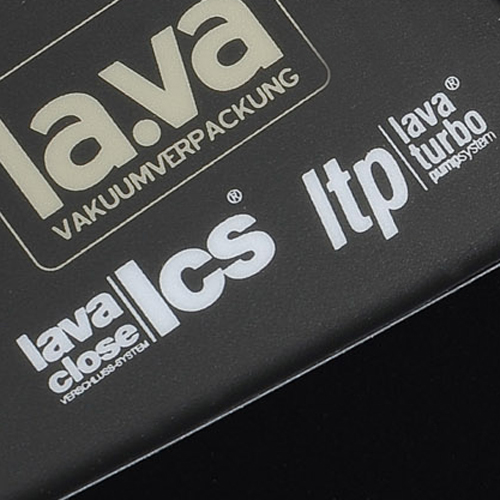 la.va
VAKUUMVERPACKUNG
lava
close
VERSCHLUSS-SYSTEM
lcs®
ltp
lava®
turbo
pumpsystem